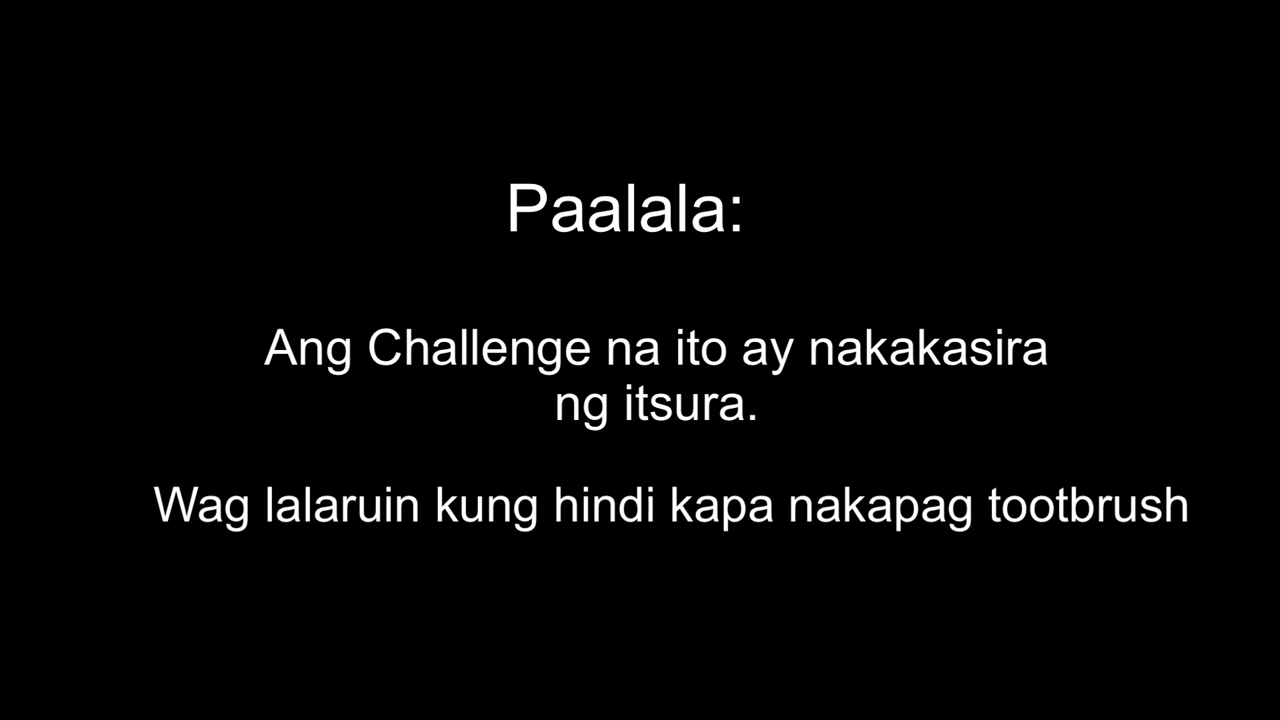 Paalala:
Ang Challenge na ito ay nakakasira
ng itsura.
Wag lalaruin kung hindi kapa nakapag tootbrush